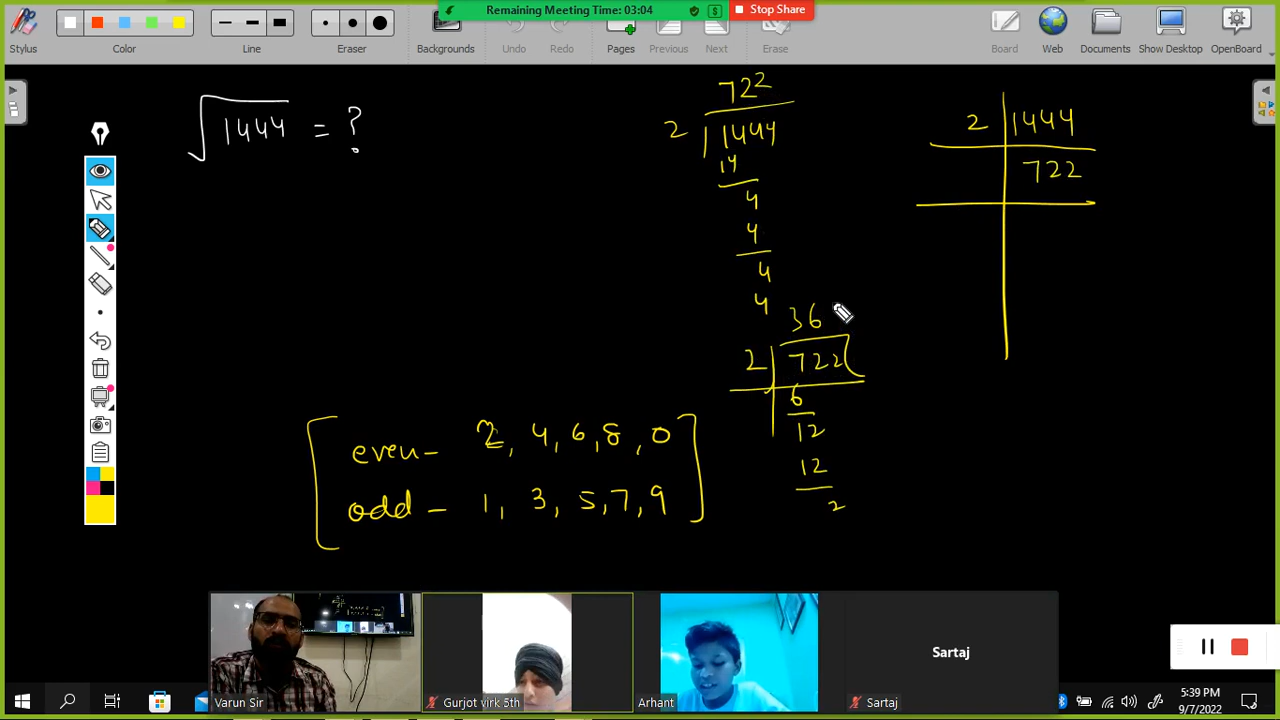 Remaining Meeting Time: 03:04
$
Stop Share
Stylus
Color
Line
Eraser
Backgrounds
Undo
Redo
Pages
Previous
Next
Erase
Board
Web
Documents
Show Desktop
OpenBoard
√1444 = ?
722
2 1444
14
4
4
4
4
36
2 722
6
12
12
2
2 1444
722
even- 2, 4, 6, 8, 0
odd - 1, 3, 5, 7, 9
Varun Sir
Gurjot virk 5th
Arhant
Sartaj
Sartaj
5:39 PM
9/7/2022